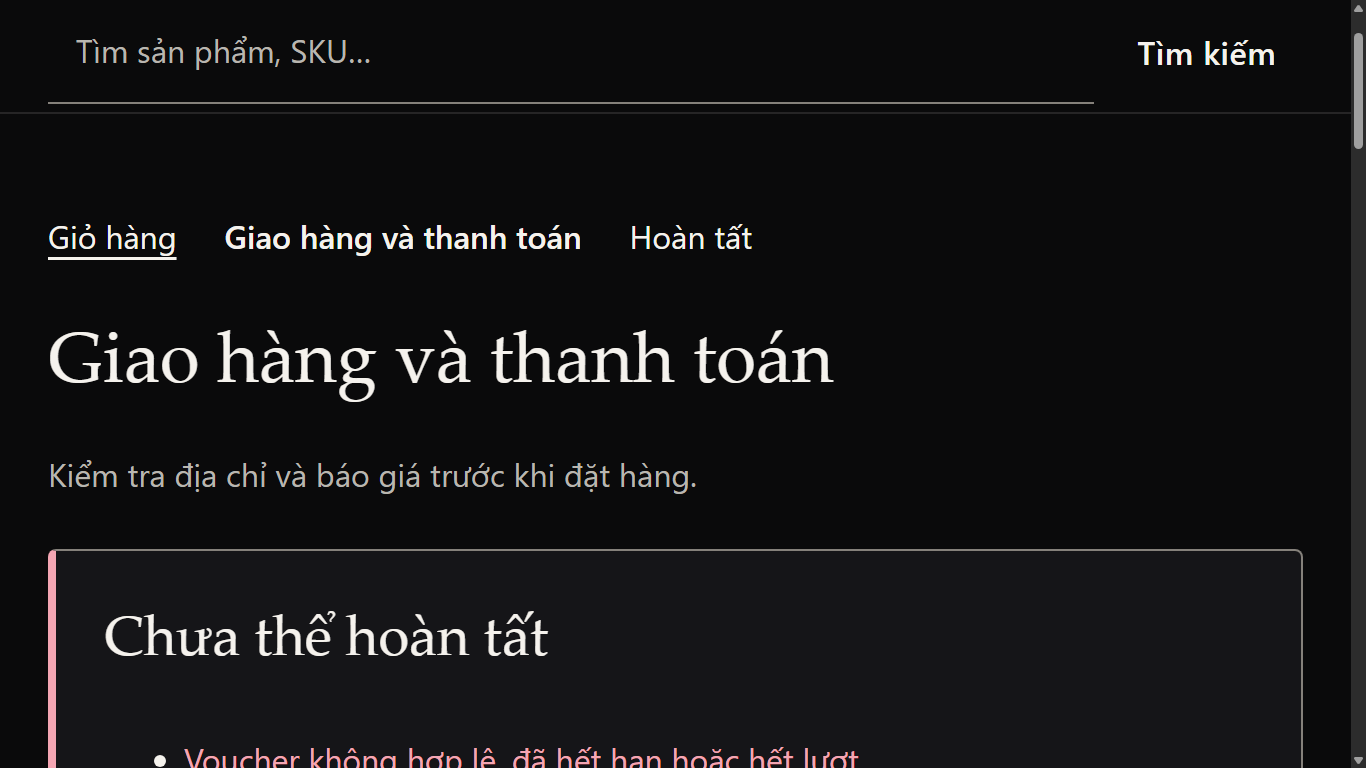 Tìm sản phẩm, SKU...
Tìm kiếm
Giỏ hàng
Giao hàng và thanh toán
Hoàn tất
Giao hàng và thanh toán
Kiểm tra địa chỉ và báo giá trước khi đặt hàng.
Chưa thể hoàn tất
Voucher không hợp lệ, đã hết hạn hoặc hết lượt